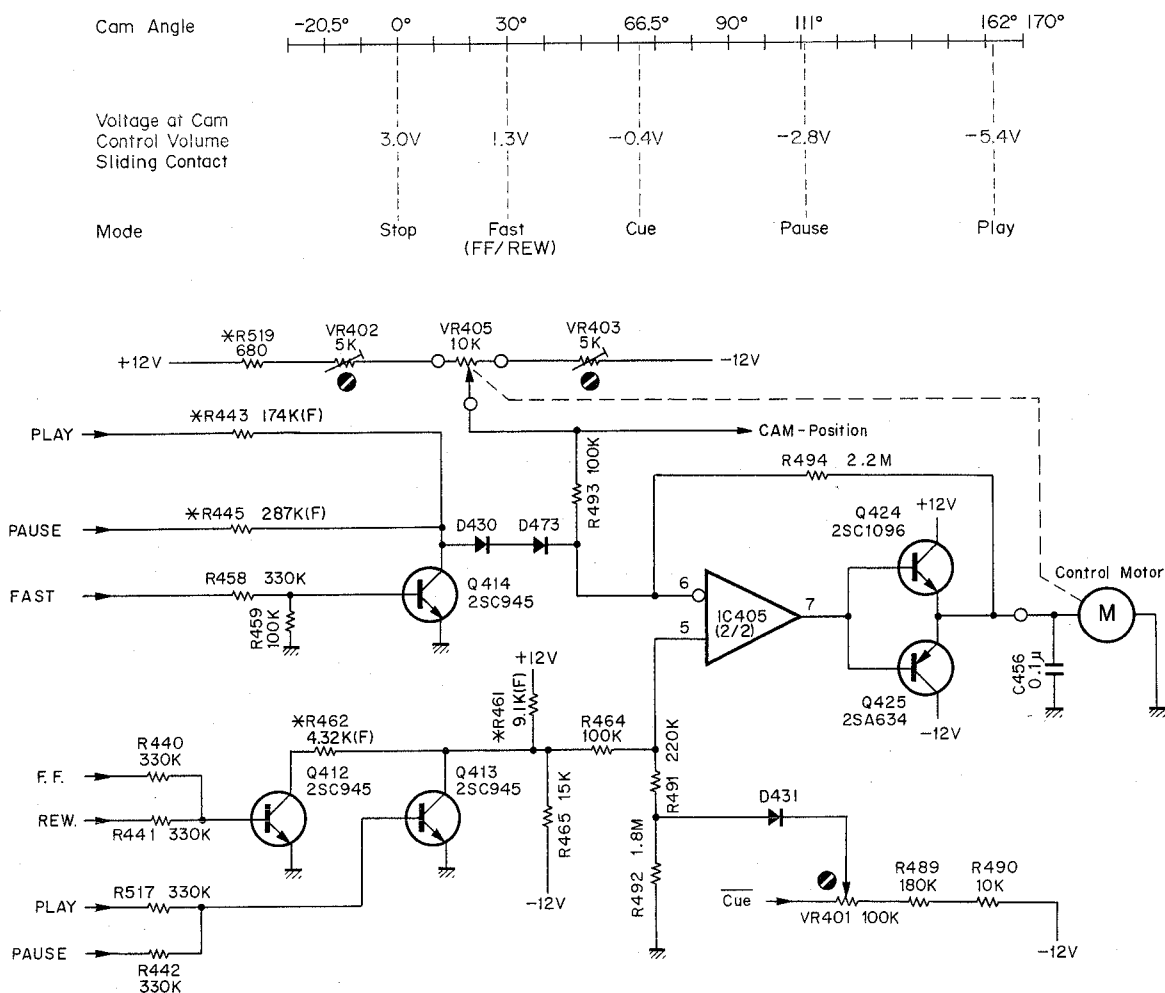 Cam Angle -20.5° 0° 30° 66.5° 90° 111° 162° 170°
Voltage at Cam
Control Volume 3.0V 1.3V -0.4V -2.8V -5.4V
Sliding Contact
Mode Stop Fast Cue Pause Play
(FF/REW)
*R519
680
VR402
5K
VR405
10K
VR403
5K
+12V
-12V
*R443 174K(F)
PLAY
CAM-Position
R493 100K
R494 2.2M
*R445 287K(F)
PAUSE
D430 D473
Q424
2SC1096
+12V
R458 330K
FAST
R459
100K
Q414
2SC945
6
5
IC405
(2/2)
7
Control Motor
M
C456
0.1μ
Q425
2SA634
-12V
+12V
*R461
9.1K(F)
*R462
4.32K(F)
R464
100K
R440
330K
F.F.
REW.
R441 330K
Q412
2SC945
Q413
2SC945
R465 15K
-12V
R491 220K
R492 1.8M
D431
R517 330K
PLAY
PAUSE
R442
330K
Cue
VR401 100K
R489
180K
R490
10K
-12V